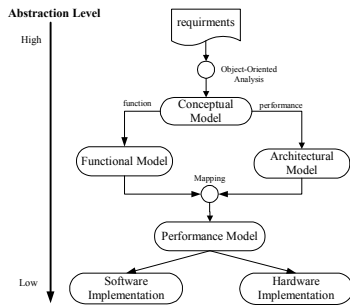 Abstraction Level
High
requirments
Object-Oriented
Analysis
function
Conceptual
Model
performance
Functional Model
Architectural
Model
Mapping
Performance Model
Low
Software
Implementation
Hardware
Implementation